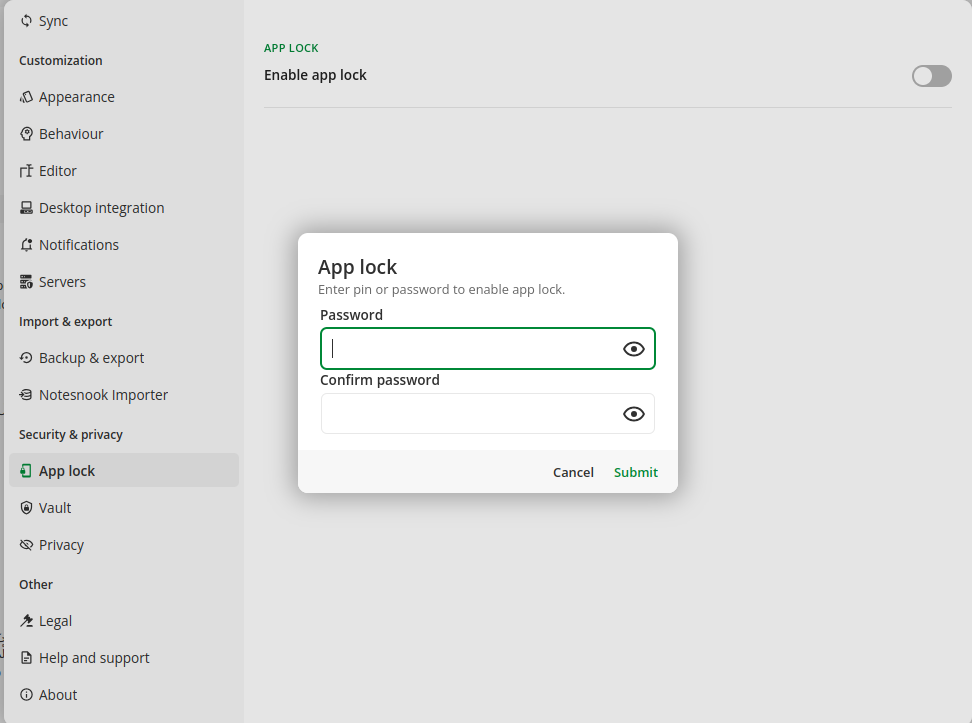 Sync
Customization
Appearance
Behaviour
Editor
Desktop integration
Notifications
Servers
Import & export
Backup & export
Notesnook Importer
Security & privacy
App lock
Vault
Privacy
Other
Legal
Help and support
About
APP LOCK
Enable app lock
App lock
Enter pin or password to enable app lock.
Password
Confirm password
Cancel
Submit